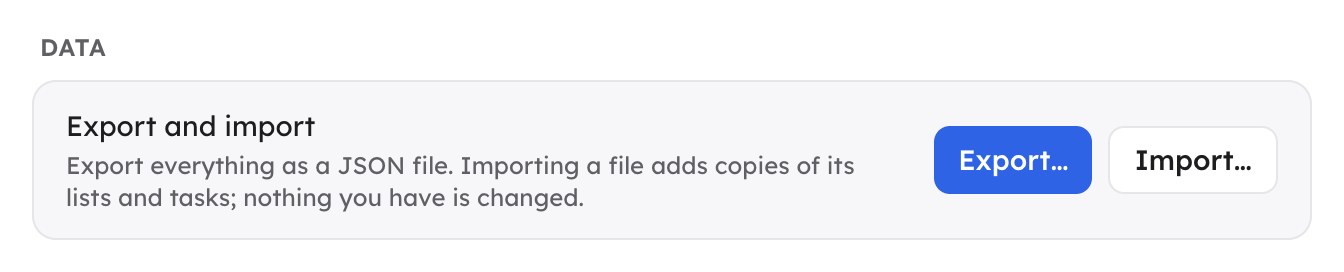 DATA
Export and import
Export everything as a JSON file. Importing a file adds copies of its
lists and tasks; nothing you have is changed.
Export…
Import…